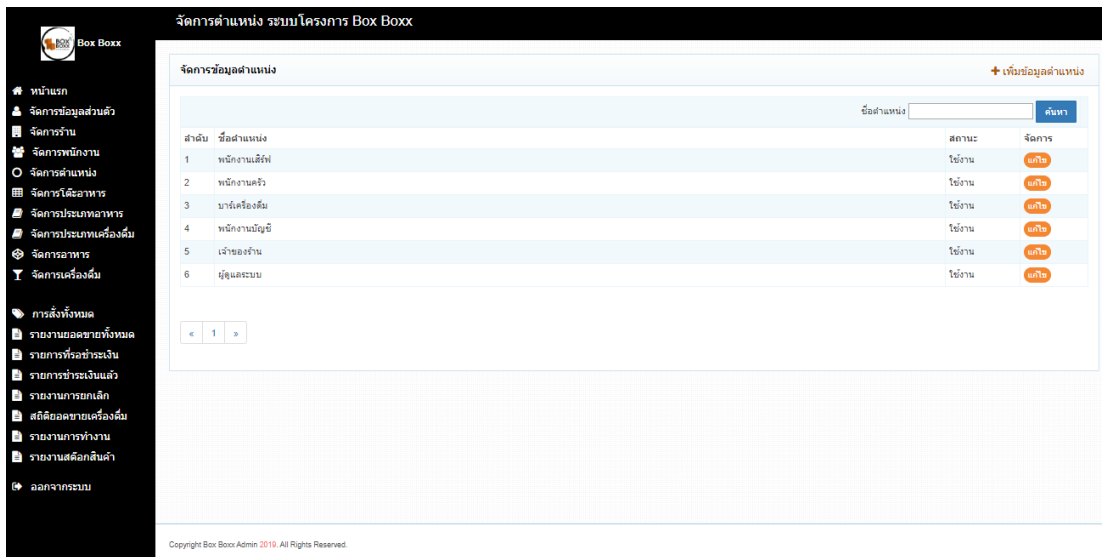 จัดการตำแหน่ง ระบบโครงการ Box Boxx
BOX BOXX
Box Boxx
หน้าแรก
จัดการข้อมูลส่วนตัว
จัดการร้าน
จัดการพนักงาน
จัดการตำแหน่ง
จัดการโต๊ะอาหาร
จัดการประเภทอาหาร
จัดการประเภทเครื่องดื่ม
จัดการอาหาร
จัดการเครื่องดื่ม
การสั่งทั้งหมด
รายงานยอดขายทั้งหมด
รายการที่รอชำระเงิน
รายการชำระเงินแล้ว
รายงานการยกเลิก
สถิติยอดขายเครื่องดื่ม
รายงานการทำงาน
รายงานสต๊อกสินค้า
ออกจากระบบ
จัดการข้อมูลตำแหน่ง + เพิ่มข้อมูลตำแหน่ง
ชื่อตำแหน่ง ค้นหา
ลำดับ ชื่อตำแหน่ง สถานะ จัดการ
1 พนักงานเสิร์ฟ ใช้งาน แก้ไข
2 พนักงานครัว ใช้งาน แก้ไข
3 บาร์เครื่องดื่ม ใช้งาน แก้ไข
4 พนักงานบัญชี ใช้งาน แก้ไข
5 เจ้าของร้าน ใช้งาน แก้ไข
6 ผู้ดูแลระบบ ใช้งาน แก้ไข
« 1 »
Copyright Box Boxx Admin 2019. All Rights Reserved.